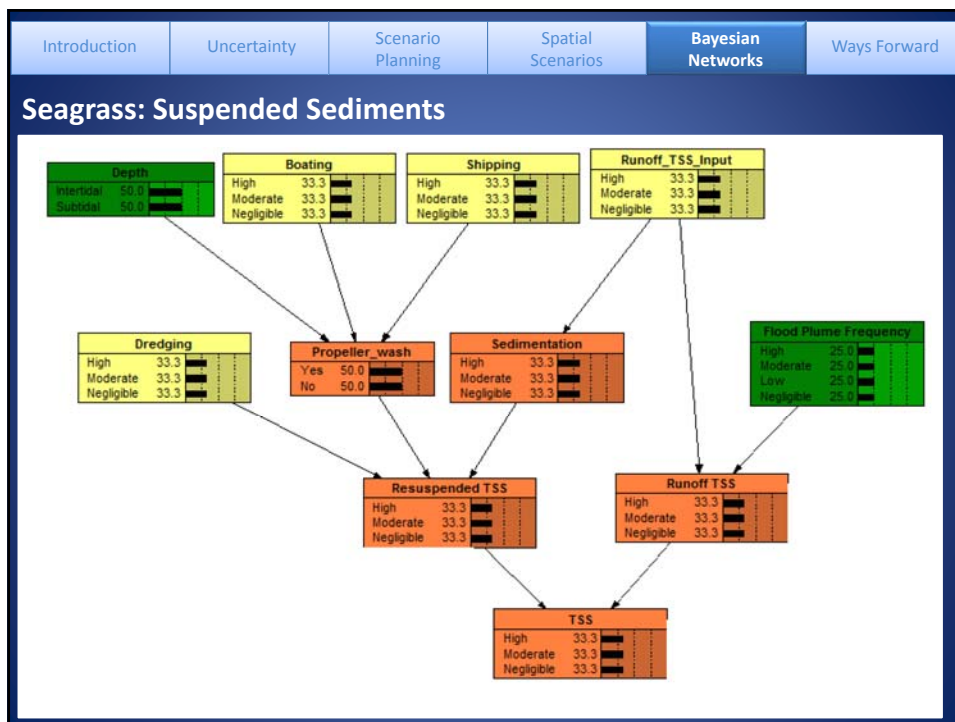 Introduction
Uncertainty
Scenario
Planning
Spatial
Scenarios
Bayesian
Networks
Ways Forward
Seagrass: Suspended Sediments
Depth
Intertidal 50.0
Subtidal 50.0
Boating
High 33.3
Moderate 33.3
Negligible 33.3
Shipping
High 33.3
Moderate 33.3
Negligible 33.3
Runoff_TSS_Input
High 33.3
Moderate 33.3
Negligible 33.3
Dredging
High 33.3
Moderate 33.3
Negligible 33.3
Propeller_wash
Yes 50.0
No 50.0
Sedimentation
High 33.3
Moderate 33.3
Negligible 33.3
Flood Plume Frequency
High 25.0
Moderate 25.0
Low 25.0
Negligible 25.0
Resuspended TSS
High 33.3
Moderate 33.3
Negligible 33.3
Runoff TSS
High 33.3
Moderate 33.3
Negligible 33.3
TSS
High 33.3
Moderate 33.3
Negligible 33.3